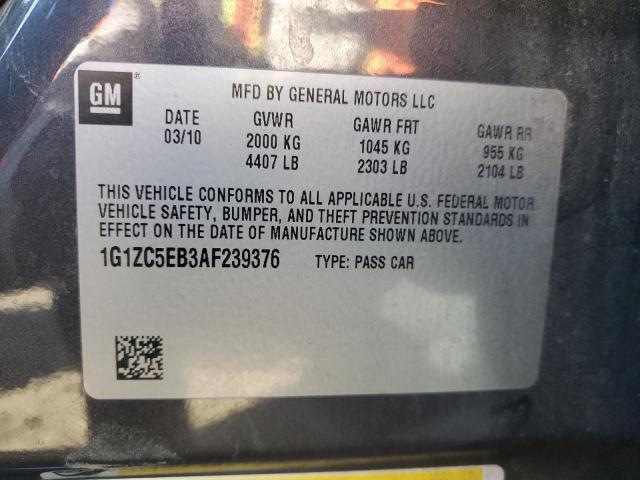 GM ®
MFD BY GENERAL MOTORS LLC
DATE GVWR GAWR FRT GAWR RR
03/10 2000 KG 1045 KG 955 KG
4407 LB 2303 LB 2104 LB
THIS VEHICLE CONFORMS TO ALL APPLICABLE U.S. FEDERAL MOTOR
VEHICLE SAFETY, BUMPER, AND THEFT PREVENTION STANDARDS IN
EFFECT ON THE DATE OF MANUFACTURE SHOWN ABOVE.
1G1ZC5EB3AF239376 TYPE: PASS CAR